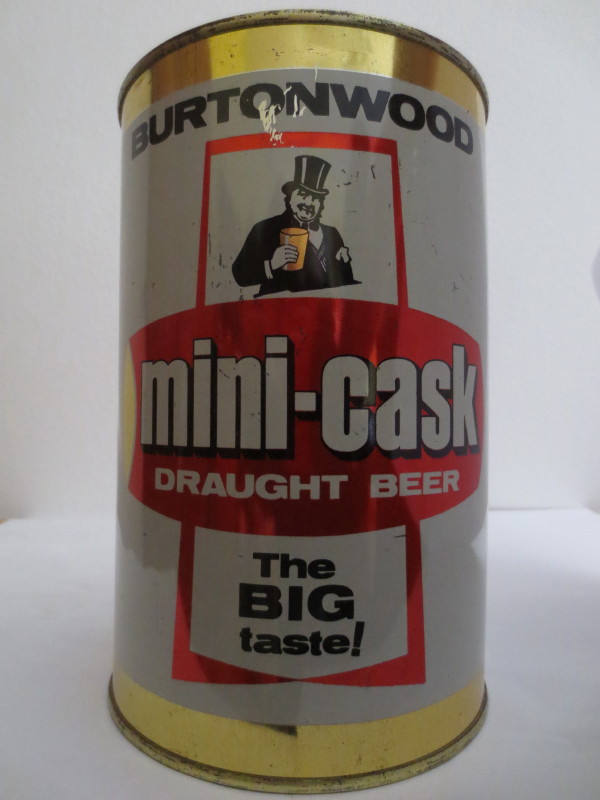 BURTONWOOD
mini-cask
DRAUGHT BEER
The
BIG
taste!